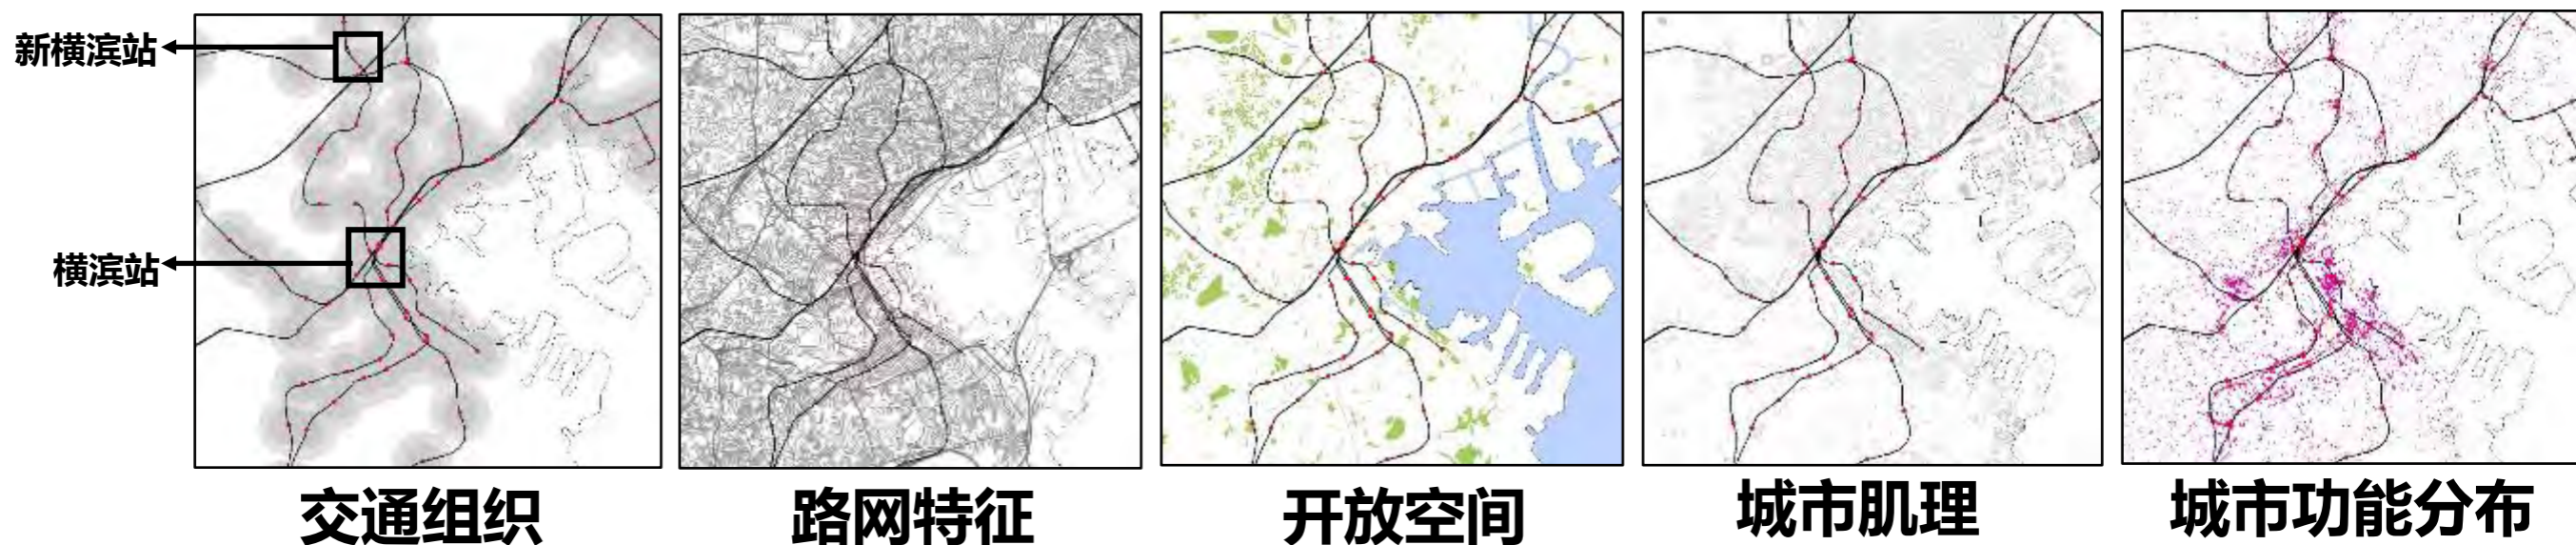 新横滨站
横滨站
交通组织
路网特征
开放空间
城市肌理
城市功能分布